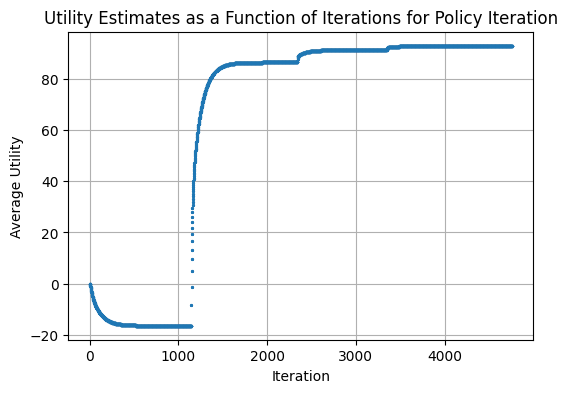 Utility Estimates as a Function of Iterations for Policy Iteration
80
60
40
20
0
−20
Average Utility
0 1000 2000 3000 4000
Iteration